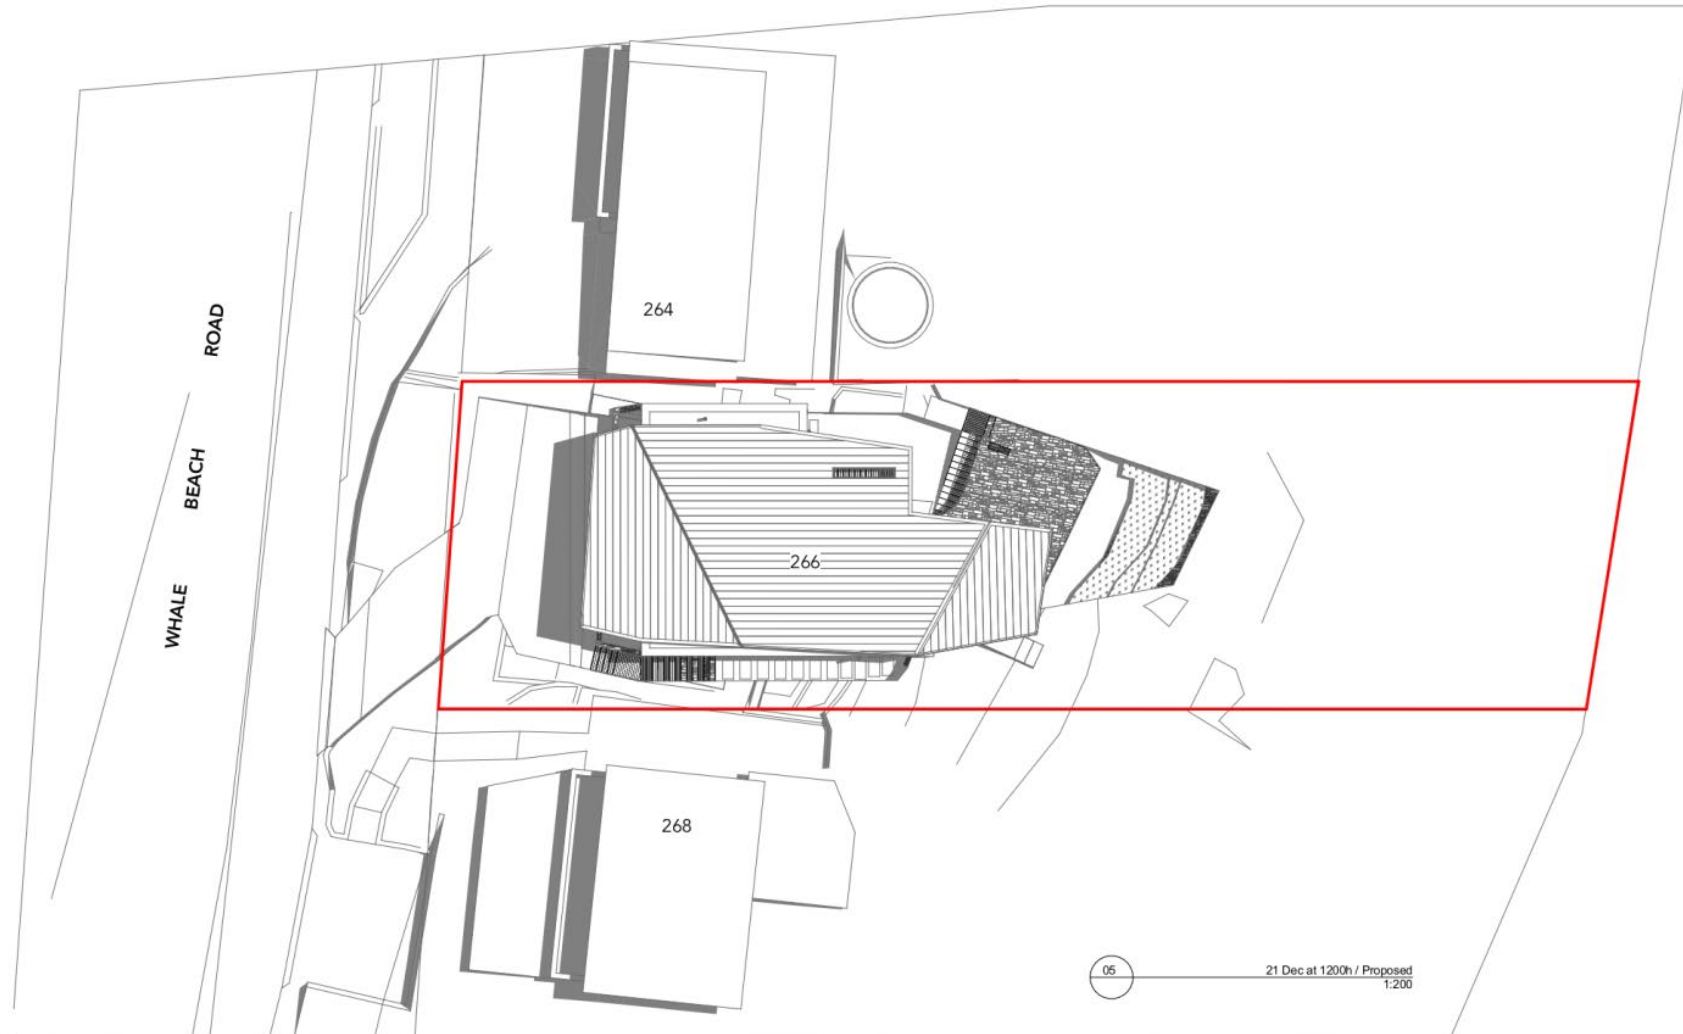 264
ROAD
BEACH
WHALE
266
268
05
21 Dec at 1200h / Proposed
1:200